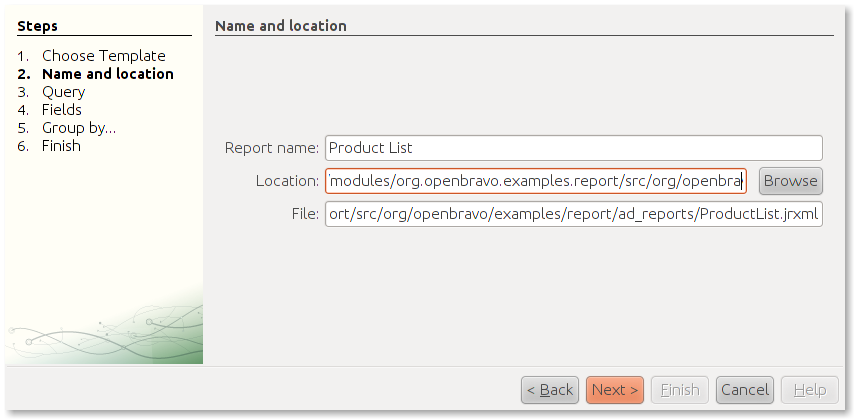 Steps
1. Choose Template
2. Name and location
3. Query
4. Fields
5. Group by...
6. Finish
Name and location
Report name: Product List
Location: /modules/org.openbravo.examples.report/src/org/openbra Browse
File: ort/src/org/openbravo/examples/report/ad_reports/ProductList.jrxml
< Back Next > Finish Cancel Help